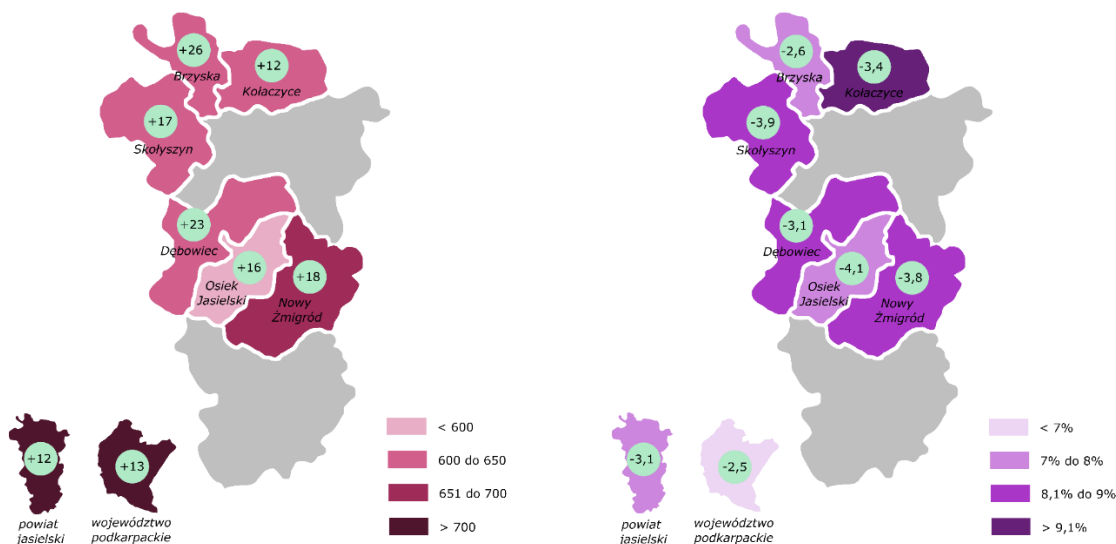 +26
Brzyska
+12
Kołaczyce
+17
Skołyszyn
+23
Dębowiec
+16
Osiek
Jasielski
+18
Nowy
Żmigród
+12
powiat
jasielski
+13
województwo
podkarpackie
< 600
600 do 650
651 do 700
> 700
-2,6
Brzyska
-3,4
Kołaczyce
-3,9
Skołyszyn
-3,1
Dębowiec
-4,1
Osiek
Jasielski
-3,8
Nowy
Żmigród
-3,1
powiat
jasielski
-2,5
województwo
podkarpackie
< 7%
7% do 8%
8,1% do 9%
> 9,1%